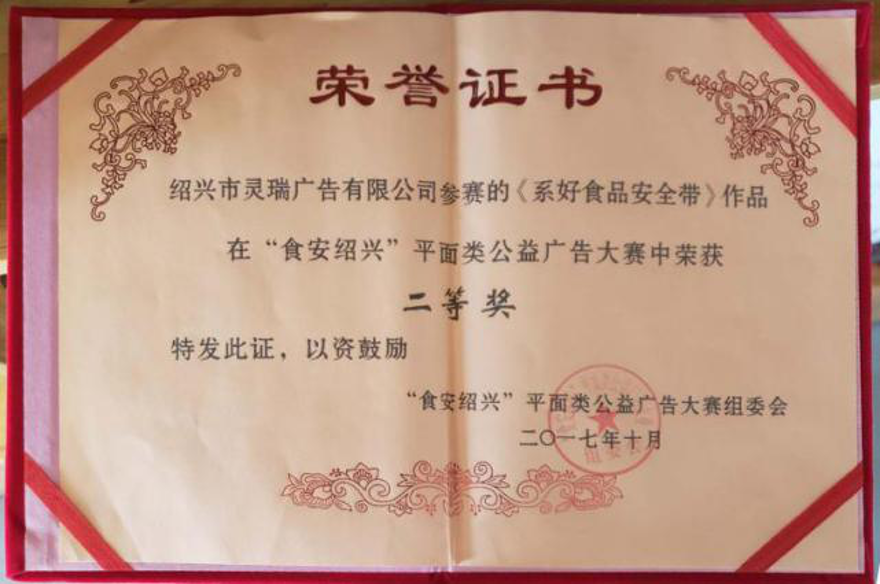 荣誉证书
绍兴市灵瑞广告有限公司参赛的《系好食品安全带》作品
在“食安绍兴”平面类公益广告大赛中荣获
二等奖
特发此证，以资鼓励
“食安绍兴”平面类公益广告大赛组委会
二〇一七年十月
组委会